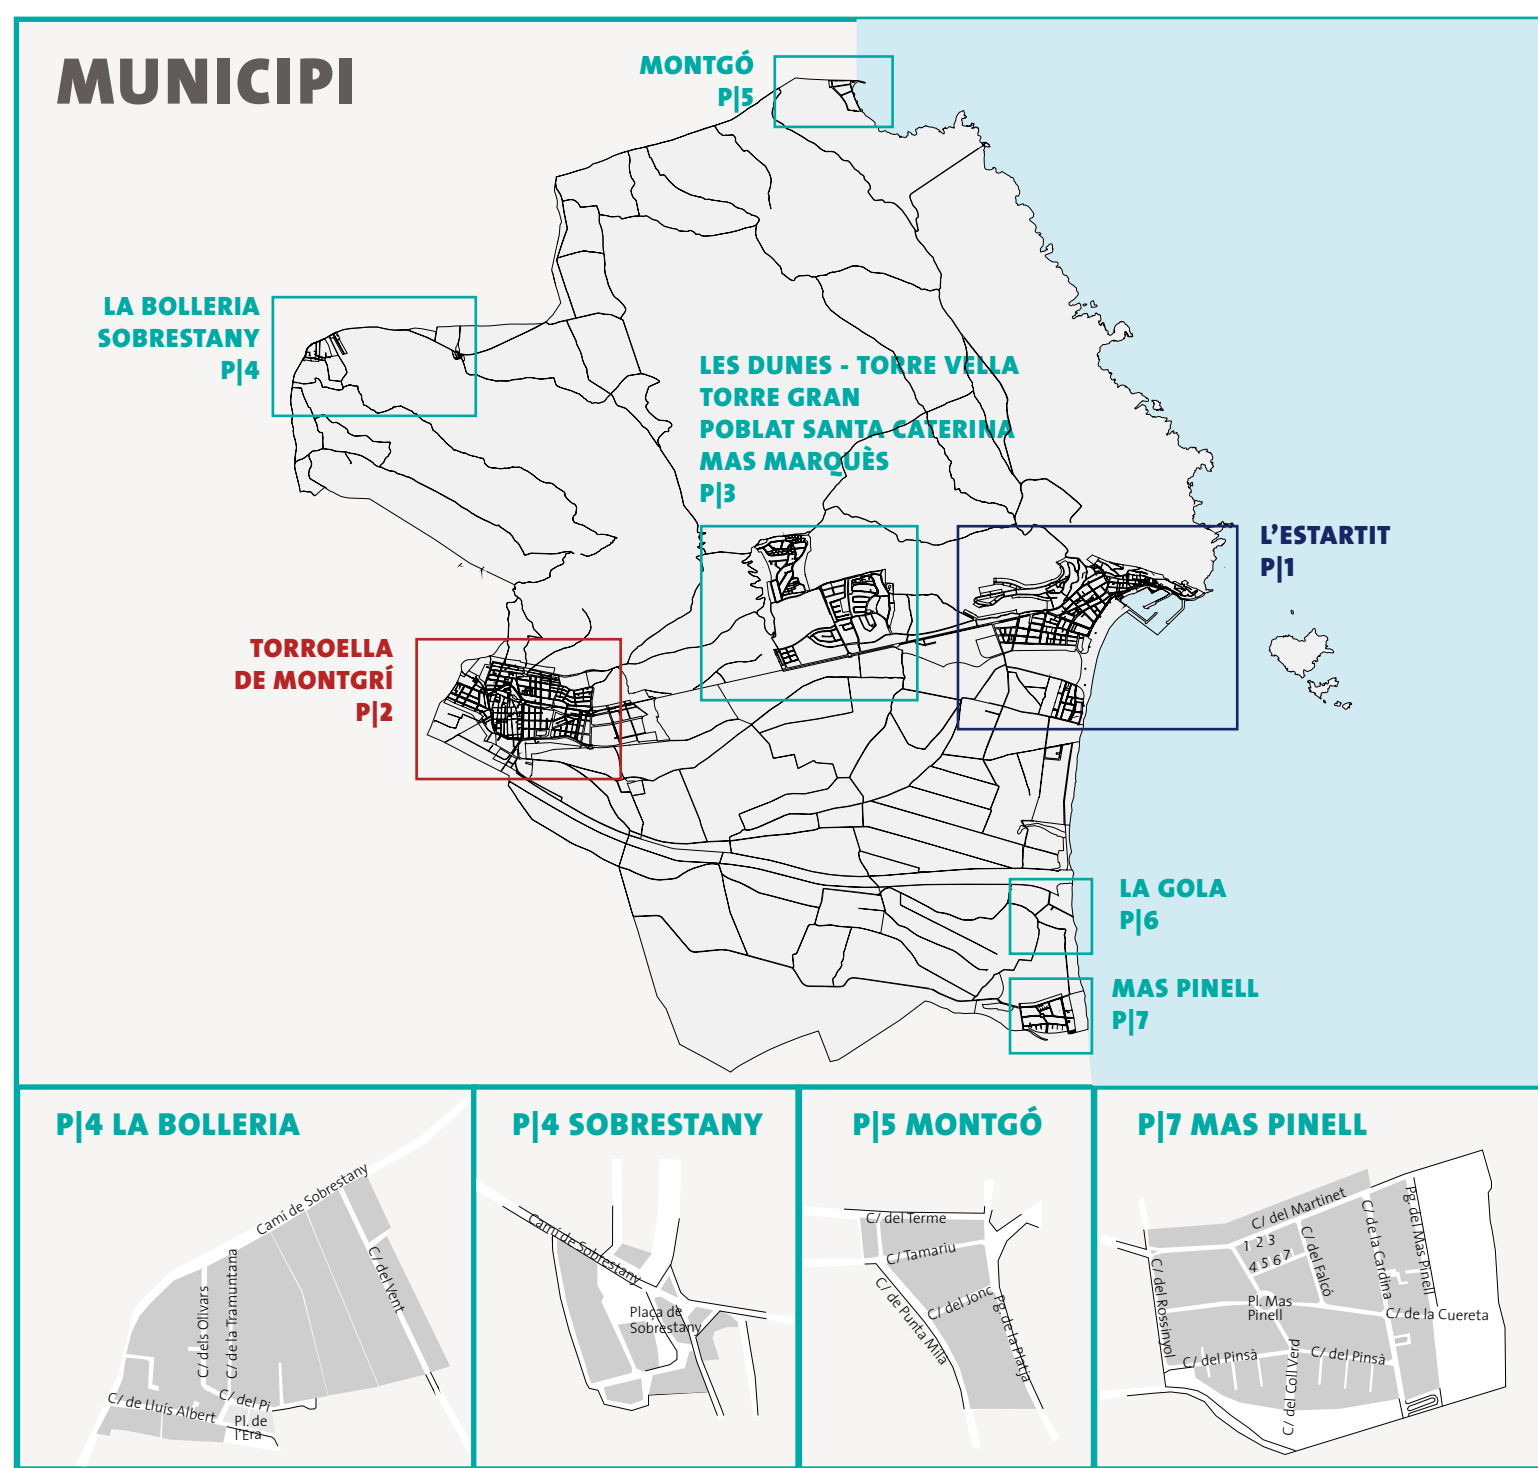 MUNICIPI
MONTGÓ
P|5
LA BOLLERIA
SOBRESTANY
P|4
LES DUNES - TORRE VELLA
TORRE GRAN
POBLAT SANTA CATERINA
MAS MARQUÈS
P|3
L’ESTARTIT
P|1
TORROELLA
DE MONTGRÍ
P|2
LA GOLA
P|6
MAS PINELL
P|7
P|4 LA BOLLERIA
Camí de Sobrestany
C/ del Vent
C/ dels Olivars
C/ de la Tramuntana
C/ de Lluís Albert
C/ del Pi
Pl. de
l'Era
P|4 SOBRESTANY
Camí de Sobrestany
Plaça de
Sobrestany
P|5 MONTGÓ
C/ del Terme
C/ Tamariu
C/ del Jonc
C/ de Punta Mila
Pg. de la Platja
P|7 MAS PINELL
C/ del Martinet
1 2 3
4 5 6 7
C/ del Falcó
C/ de la Cardina
Pg. del Mas Pinell
C/ del Rossinyol
Pl. Mas
Pinell
C/ de la Cuereta
C/ del Pinsà
C/ del Pinsà
C/ del Coll Verd